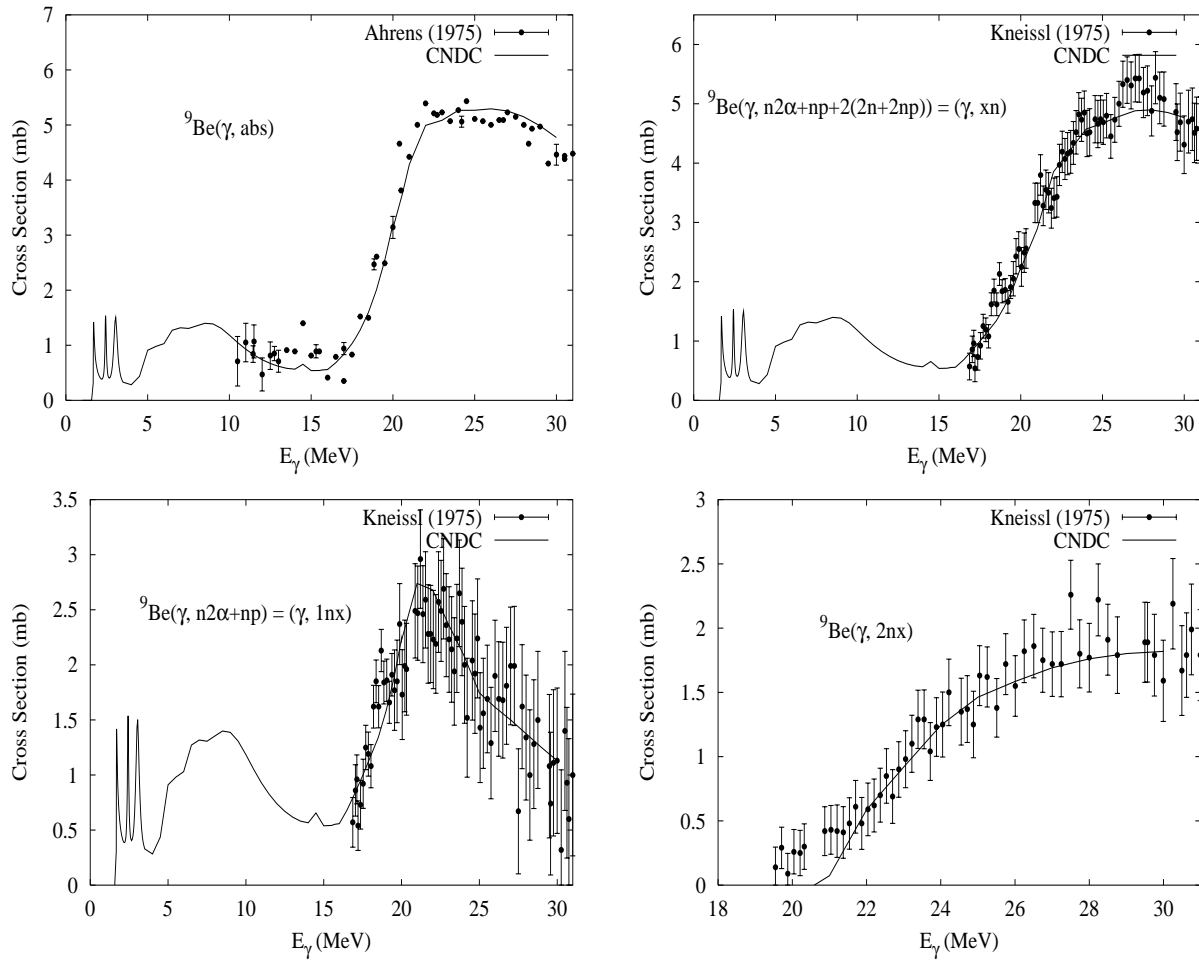 Cross Section (mb)
7
6
5
4
3
2
1
0
Ahrens (1975)
CNDC
⁹Be(γ, abs)
0 5 10 15 20 25 30
Eγ (MeV)
Cross Section (mb)
6
5
4
3
2
1
0
Kneissl (1975)
CNDC
⁹Be(γ, n2α+np+2(2n+2np)) = (γ, xn)
0 5 10 15 20 25 30
Eγ (MeV)
Cross Section (mb)
3.5
3
2.5
2
1.5
1
0.5
0
Kneissl (1975)
CNDC
⁹Be(γ, n2α+np) = (γ, 1nx)
0 5 10 15 20 25 30
Eγ (MeV)
Cross Section (mb)
3
2.5
2
1.5
1
0.5
0
Kneissl (1975)
CNDC
⁹Be(γ, 2nx)
18 20 22 24 26 28 30
Eγ (MeV)